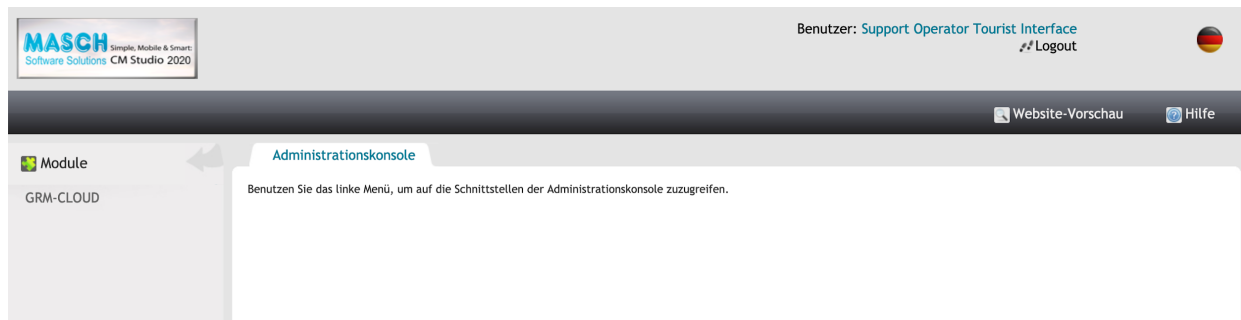 MASCH Simple, Mobile & Smart:
Software Solutions CM Studio 2020
Benutzer: Support Operator Tourist Interface
Logout
Website-Vorschau
Hilfe
Module
GRM-CLOUD
Administrationskonsole
Benutzen Sie das linke Menü, um auf die Schnittstellen der Administrationskonsole zuzugreifen.